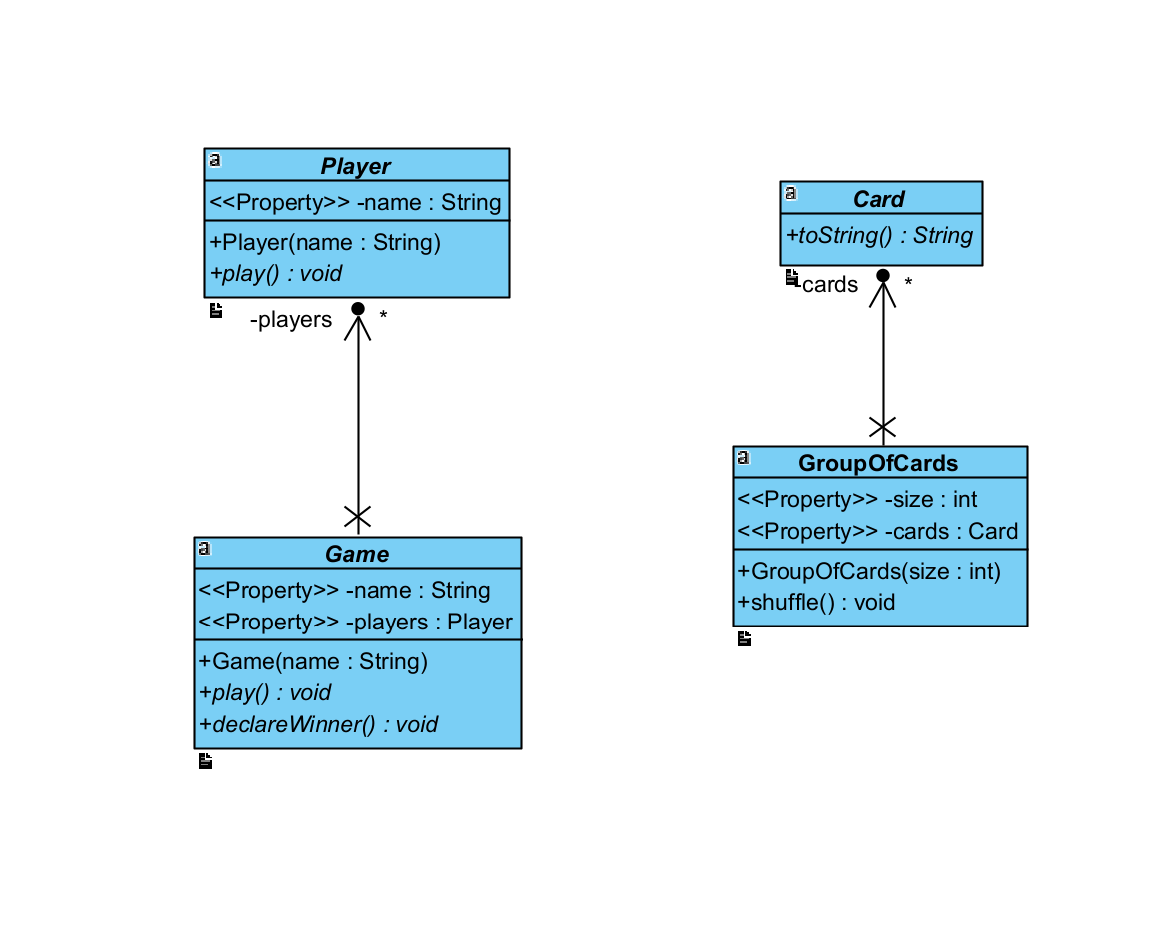 a
Player
<<Property>> -name : String
+Player(name : String)
+play() : void
-players
*
a
Game
<<Property>> -name : String
<<Property>> -players : Player
+Game(name : String)
+play() : void
+declareWinner() : void
a
Card
+toString() : String
-cards
*
a
GroupOfCards
<<Property>> -size : int
<<Property>> -cards : Card
+GroupOfCards(size : int)
+shuffle() : void